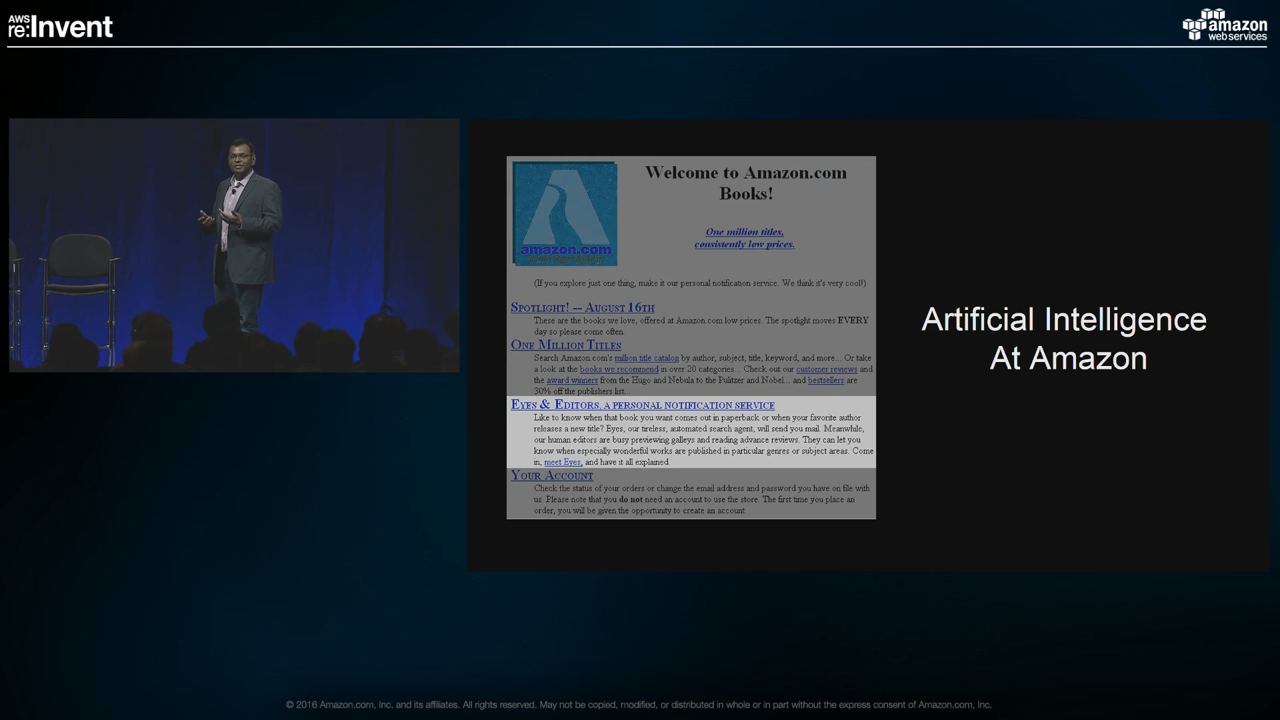 AWS
re:Invent
amazon
web services
Welcome to Amazon.com
Books!
One million titles,
consistently low prices.
amazon.com
(If you explore just one thing, make it our personal notification service. We think it's very cool!)
SPOTLIGHT! -- AUGUST 16TH
These are the books we love, offered at Amazon.com low prices. The spotlight moves EVERY
day so please come often.
ONE MILLION TITLES
Search Amazon.com's million title catalog by author, subject, title, keyword, and more... Or take
a look at the books we recommend in over 20 categories... Check out our customer reviews and
the award winners from the Hugo and Nebula to the Pulitzer and Nobel... and bestsellers are
30% off the publishers list...
EYES & EDITORS, A PERSONAL NOTIFICATION SERVICE
Like to know when that book you want comes out in paperback or when your favorite author
releases a new title? Eyes, our tireless, automated search agent, will send you mail. Meanwhile,
our human editors are busy previewing galleys and reading advance reviews. They can let you
know when especially wonderful works are published in particular genres or subject areas. Come
in, meet Eyes, and have it all explained.
YOUR ACCOUNT
Check the status of your orders or change the email address and password you have on file with
us. Please note that you do not need an account to use the store. The first time you place an
order, you will be given the opportunity to create an account.
Artificial Intelligence
At Amazon
© 2016 Amazon.com, Inc. and its affiliates. All rights reserved. May not be copied, modified, or distributed in whole or in part without the express consent of Amazon.com, Inc.